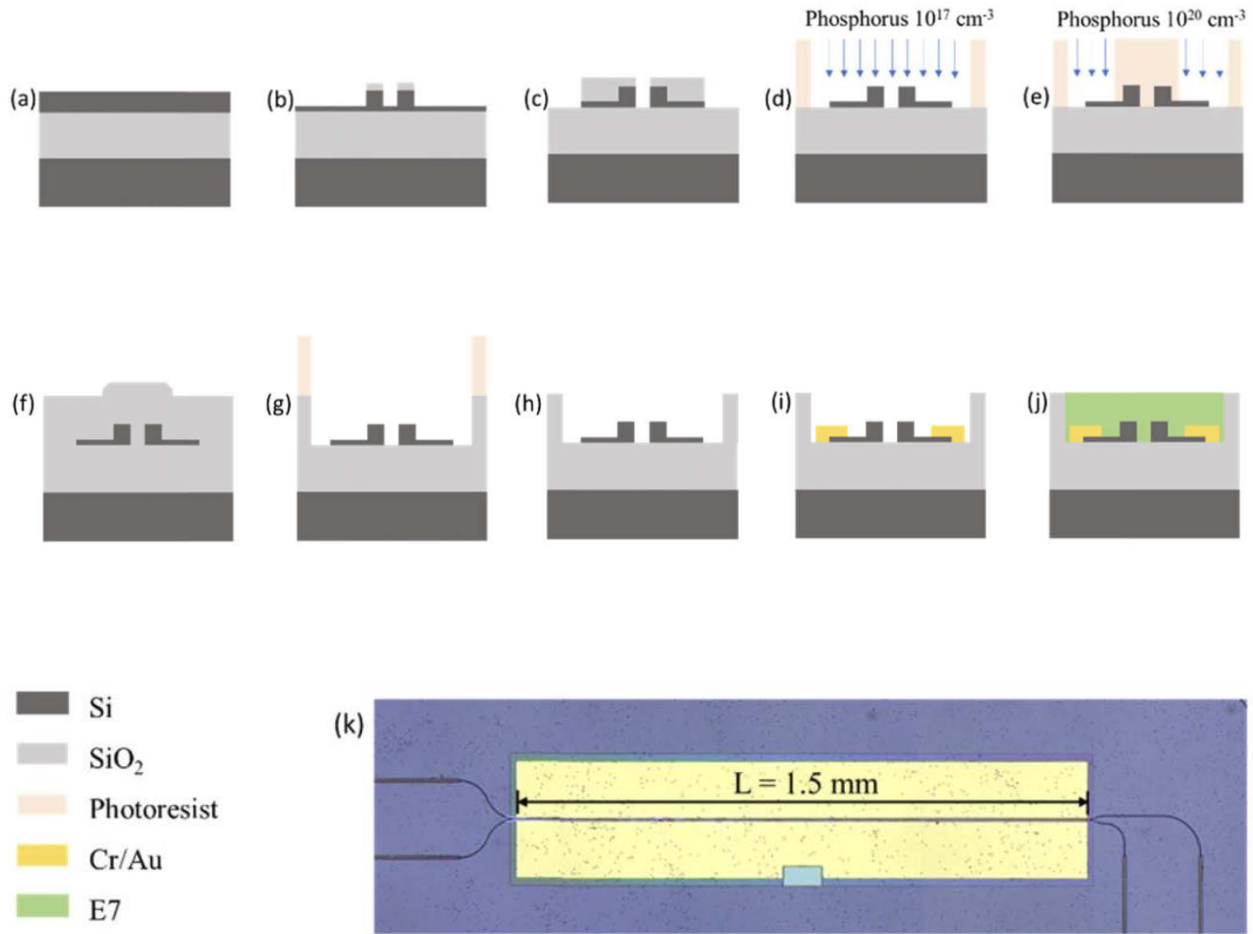 Phosphorus 10¹⁷ cm⁻³
Phosphorus 10²⁰ cm⁻³
(a)
(b)
(c)
(d)
(e)
(f)
(g)
(h)
(i)
(j)
Si
SiO₂
Photoresist
Cr/Au
E7
(k)
L = 1.5 mm